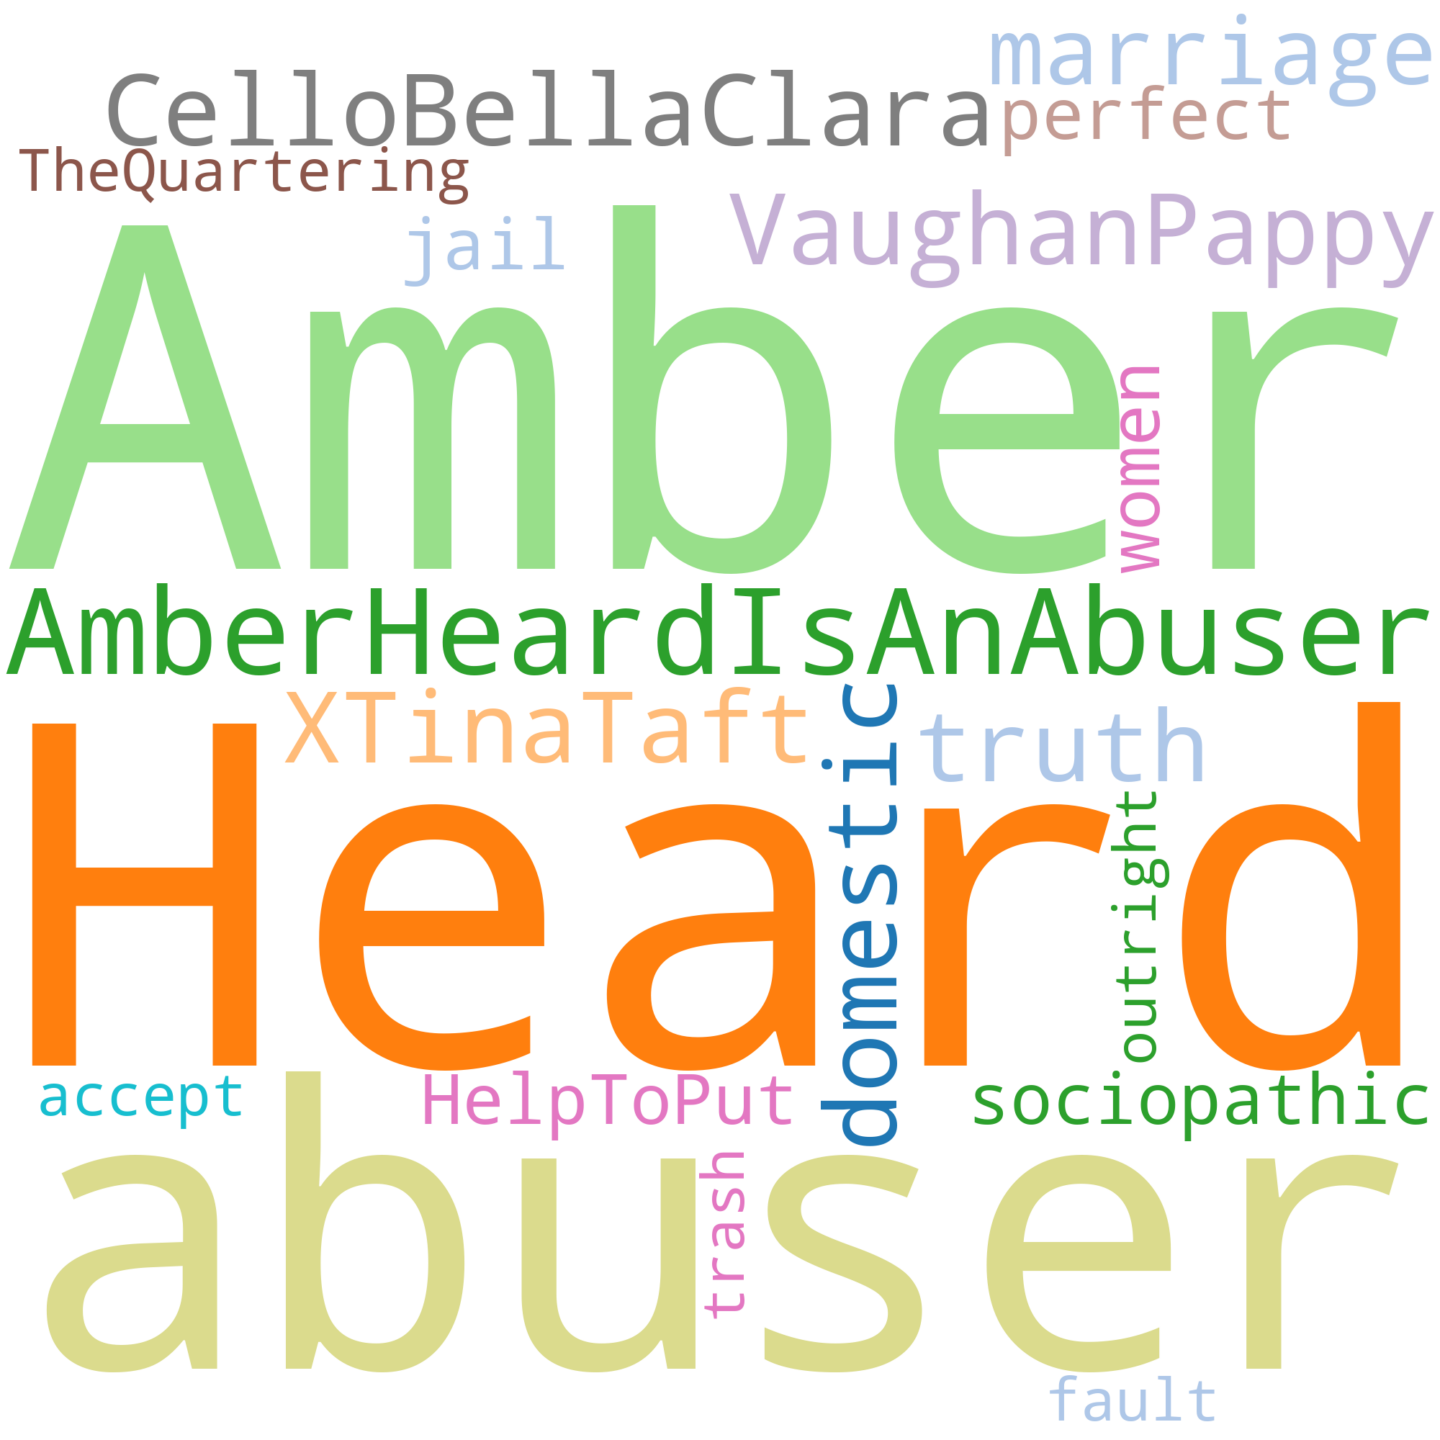 marriage
CelloBellaClara
perfect
TheQuartering
VaughanPappy
jail
Amber
women
AmberHeardIsAnAbuser
XTinaTaft
truth
domestic
Heard
outright
accept
HelpToPut
sociopathic
abuser
trash
fault